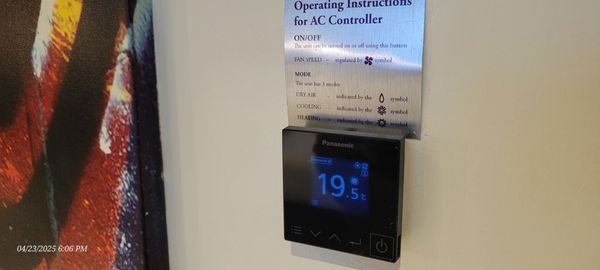 Operating Instructions
for AC Controller
ON/OFF
The unit can be turned on or off using this button
FAN SPEED - regulated by symbol
MODE
The unit has 3 modes:
DRY AIR - indicated by the symbol
COOLING - indicated by the symbol
HEATING - indicated by the symbol
Panasonic
19.5°C
04/23/2025 6:06 PM